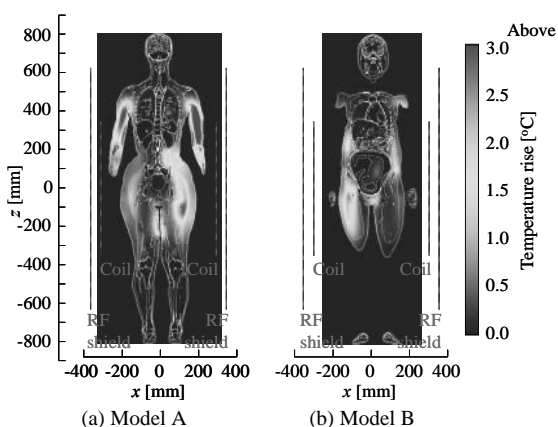 Above
800
600
400
200
0
-200
-400
-600
-800
z [mm]
Coil
Coil
RF
shield
RF
shield
-400 -200 0 200 400
x [mm]
(a) Model A
Coil
Coil
RF
shield
RF
shield
-400 -200 0 200 400
x [mm]
(b) Model B
3.0
2.5
2.0
1.5
1.0
0.5
0.0
Temperature rise [°C]